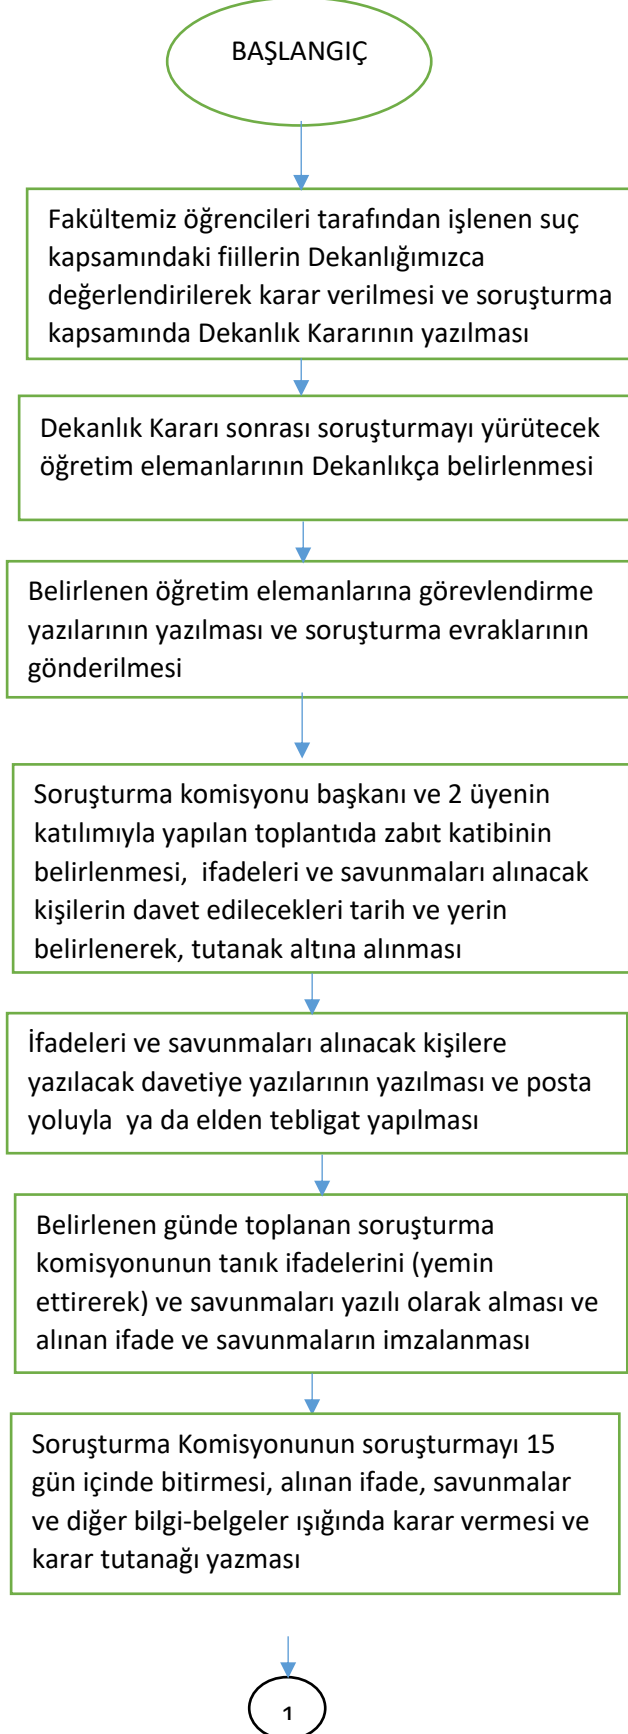 BAŞLANGIÇ
Fakültemiz öğrencileri tarafından işlenen suç
kapsamındaki fiillerin Dekanlığımızca
değerlendirilerek karar verilmesi ve soruşturma
kapsamında Dekanlık Kararının yazılması
Dekanlık Kararı sonrası soruşturmayı yürütecek
öğretim elemanlarının Dekanlıkça belirlenmesi
Belirlenen öğretim elemanlarına görevlendirme
yazılarının yazılması ve soruşturma evraklarının
gönderilmesi
Soruşturma komisyonu başkanı ve 2 üyenin
katılımıyla yapılan toplantıda zabıt katibinin
belirlenmesi,  ifadeleri ve savunmaları alınacak
kişilerin davet edilecekleri tarih ve yerin
belirlenerek, tutanak altına alınması
İfadeleri ve savunmaları alınacak kişilere
yazılacak davetiye yazılarının yazılması ve posta
yoluyla  ya da elden tebligat yapılması
Belirlenen günde toplanan soruşturma
komisyonunun tanık ifadelerini (yemin
ettirerek) ve savunmaları yazılı olarak alması ve
alınan ifade ve savunmaların imzalanması
Soruşturma Komisyonunun soruşturmayı 15
gün içinde bitirmesi, alınan ifade, savunmalar
ve diğer bilgi-belgeler ışığında karar vermesi ve
karar tutanağı yazması
1